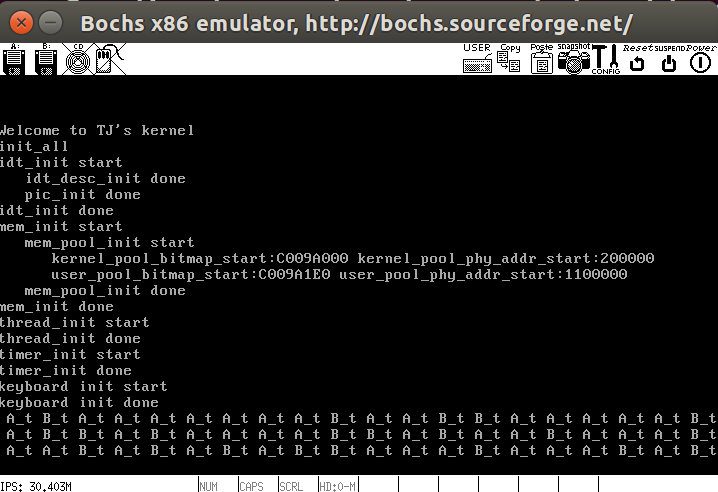 Bochs x86 emulator, http://bochs.sourceforge.net/
A:
B:
CD
USER
Copy
Paste
snapshot
CONFIG
Reset
SUSPEND
Power
Welcome to TJ's kernel
init_all
idt_init start
idt_desc_init done
pic_init done
idt_init done
mem_init start
mem_pool_init start
kernel_pool_bitmap_start:C009A000 kernel_pool_phy_addr_start:200000
user_pool_bitmap_start:C009A1E0 user_pool_phy_addr_start:1100000
mem_pool_init done
mem_init done
thread_init start
thread_init done
timer_init start
timer_init done
keyboard init start
keyboard init done
A_t B_t A_t A_t A_t A_t A_t A_t A_t B_t A_t A_t B_t B_t A_t A_t A_t A_t A_t B_t
A_t B_t B_t A_t A_t A_t B_t A_t B_t B_t B_t A_t B_t A_t A_t A_t B_t A_t A_t B_t
A_t A_t A_t B_t A_t A_t B_t A_t A_t B_t A_t A_t B_t A_t A_t B_t A_t A_t B_t B_t
IPS: 30.403M
NUM
CAPS
SCRL
HD:0-M